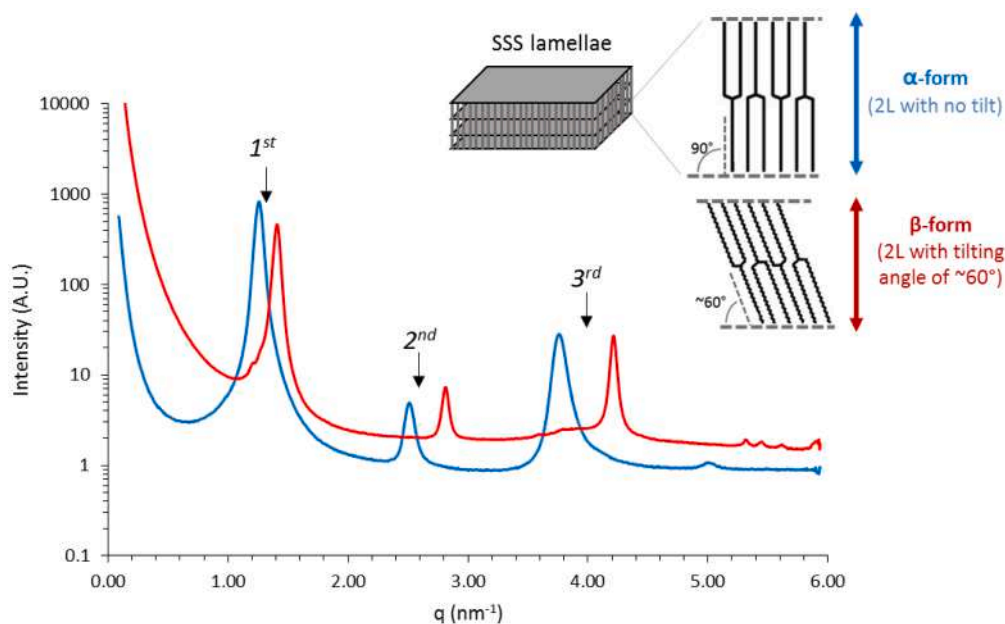 SSS lamellae
90°
α-form
(2L with no tilt)
~60°
β-form
(2L with tilting
angle of ~60°)
Intensity (A.U.)
10000
1000
100
10
1
0.1
1st
2nd
3rd
0.00 1.00 2.00 3.00 4.00 5.00 6.00
q (nm⁻¹)